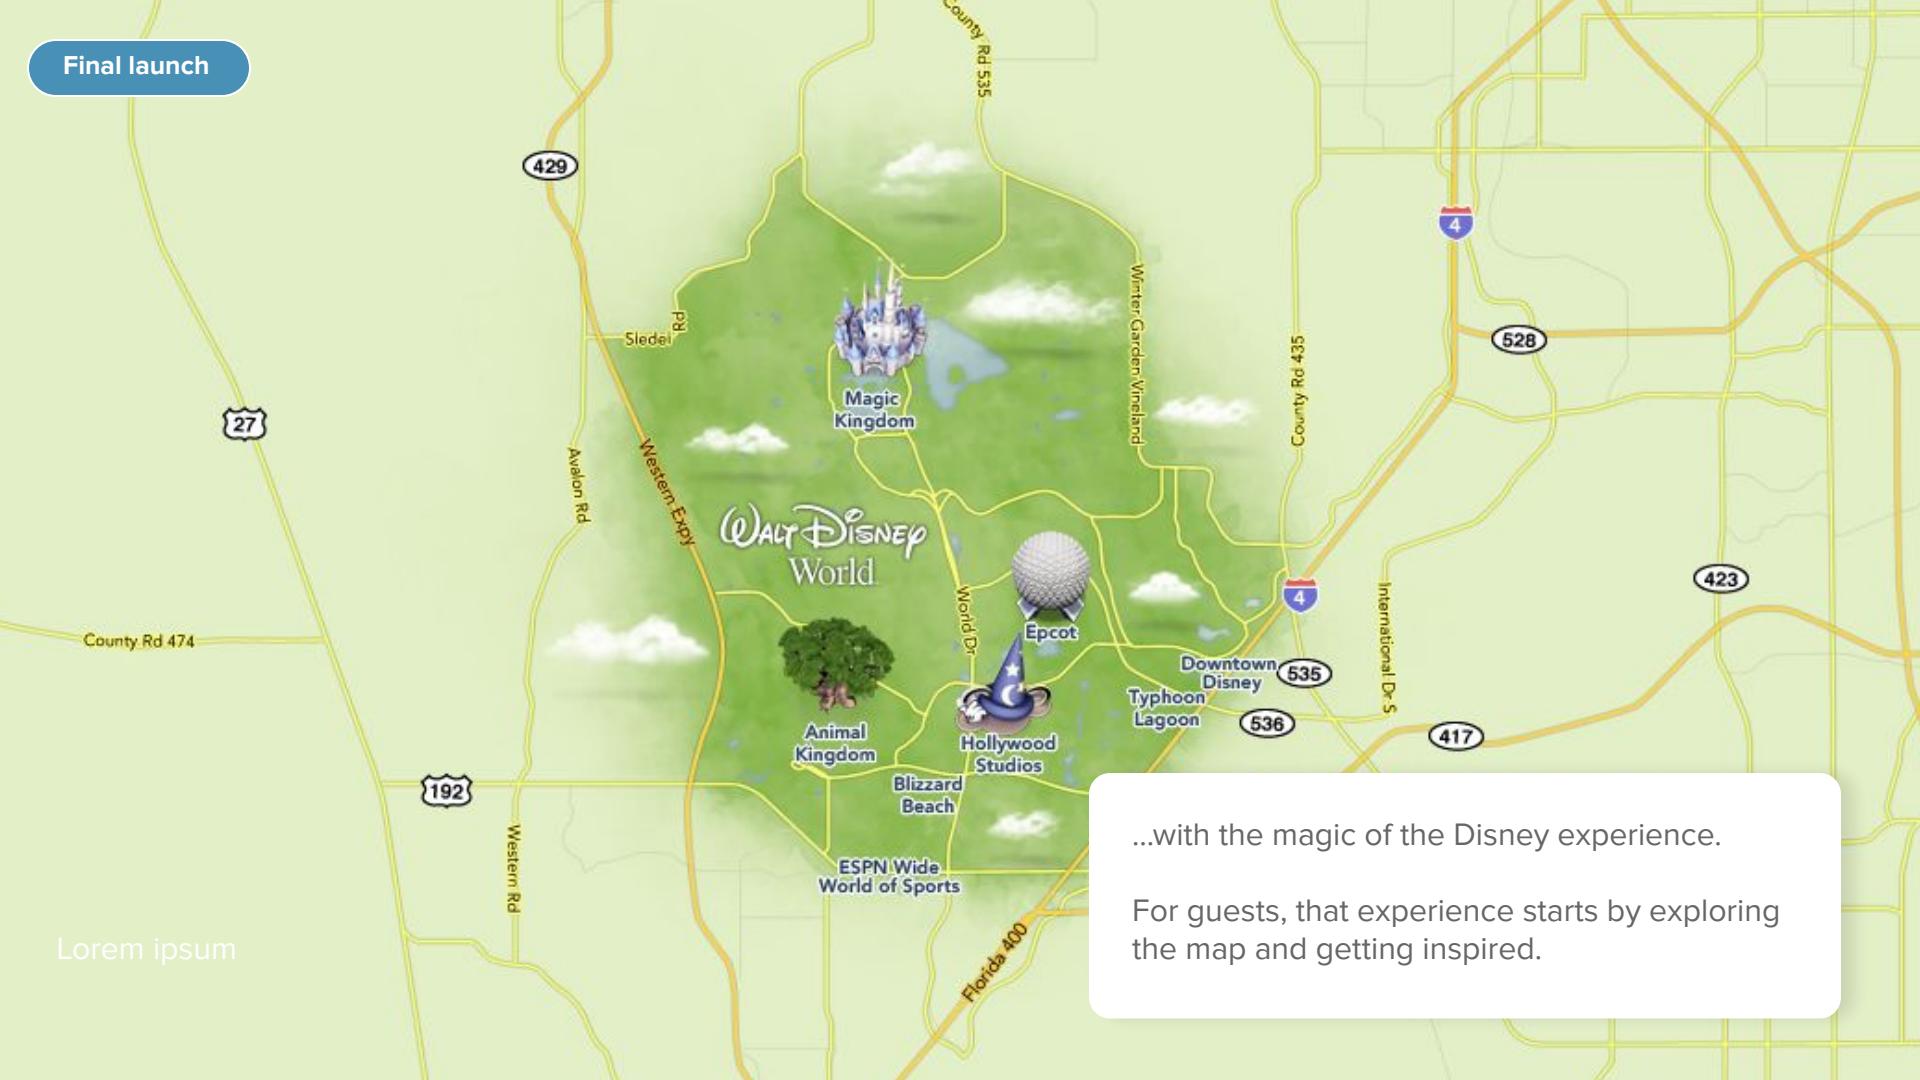 Final launch
County Rd 535
429
4
Winter Garden Vineland
Sledel Rd
528
County Rd 435
27
Magic
Kingdom
Avalon Rd
Western Expy
WALT DISNEY
World
423
4
World Dr
International Dr S
Epcot
County Rd 474
Downtown
Disney
535
Typhoon
Lagoon
536
417
Animal
Kingdom
Hollywood
Studios
Blizzard
Beach
192
Western Rd
ESPN Wide
World of Sports
Florida 400
...with the magic of the Disney experience.
For guests, that experience starts by exploring
the map and getting inspired.
Lorem ipsum